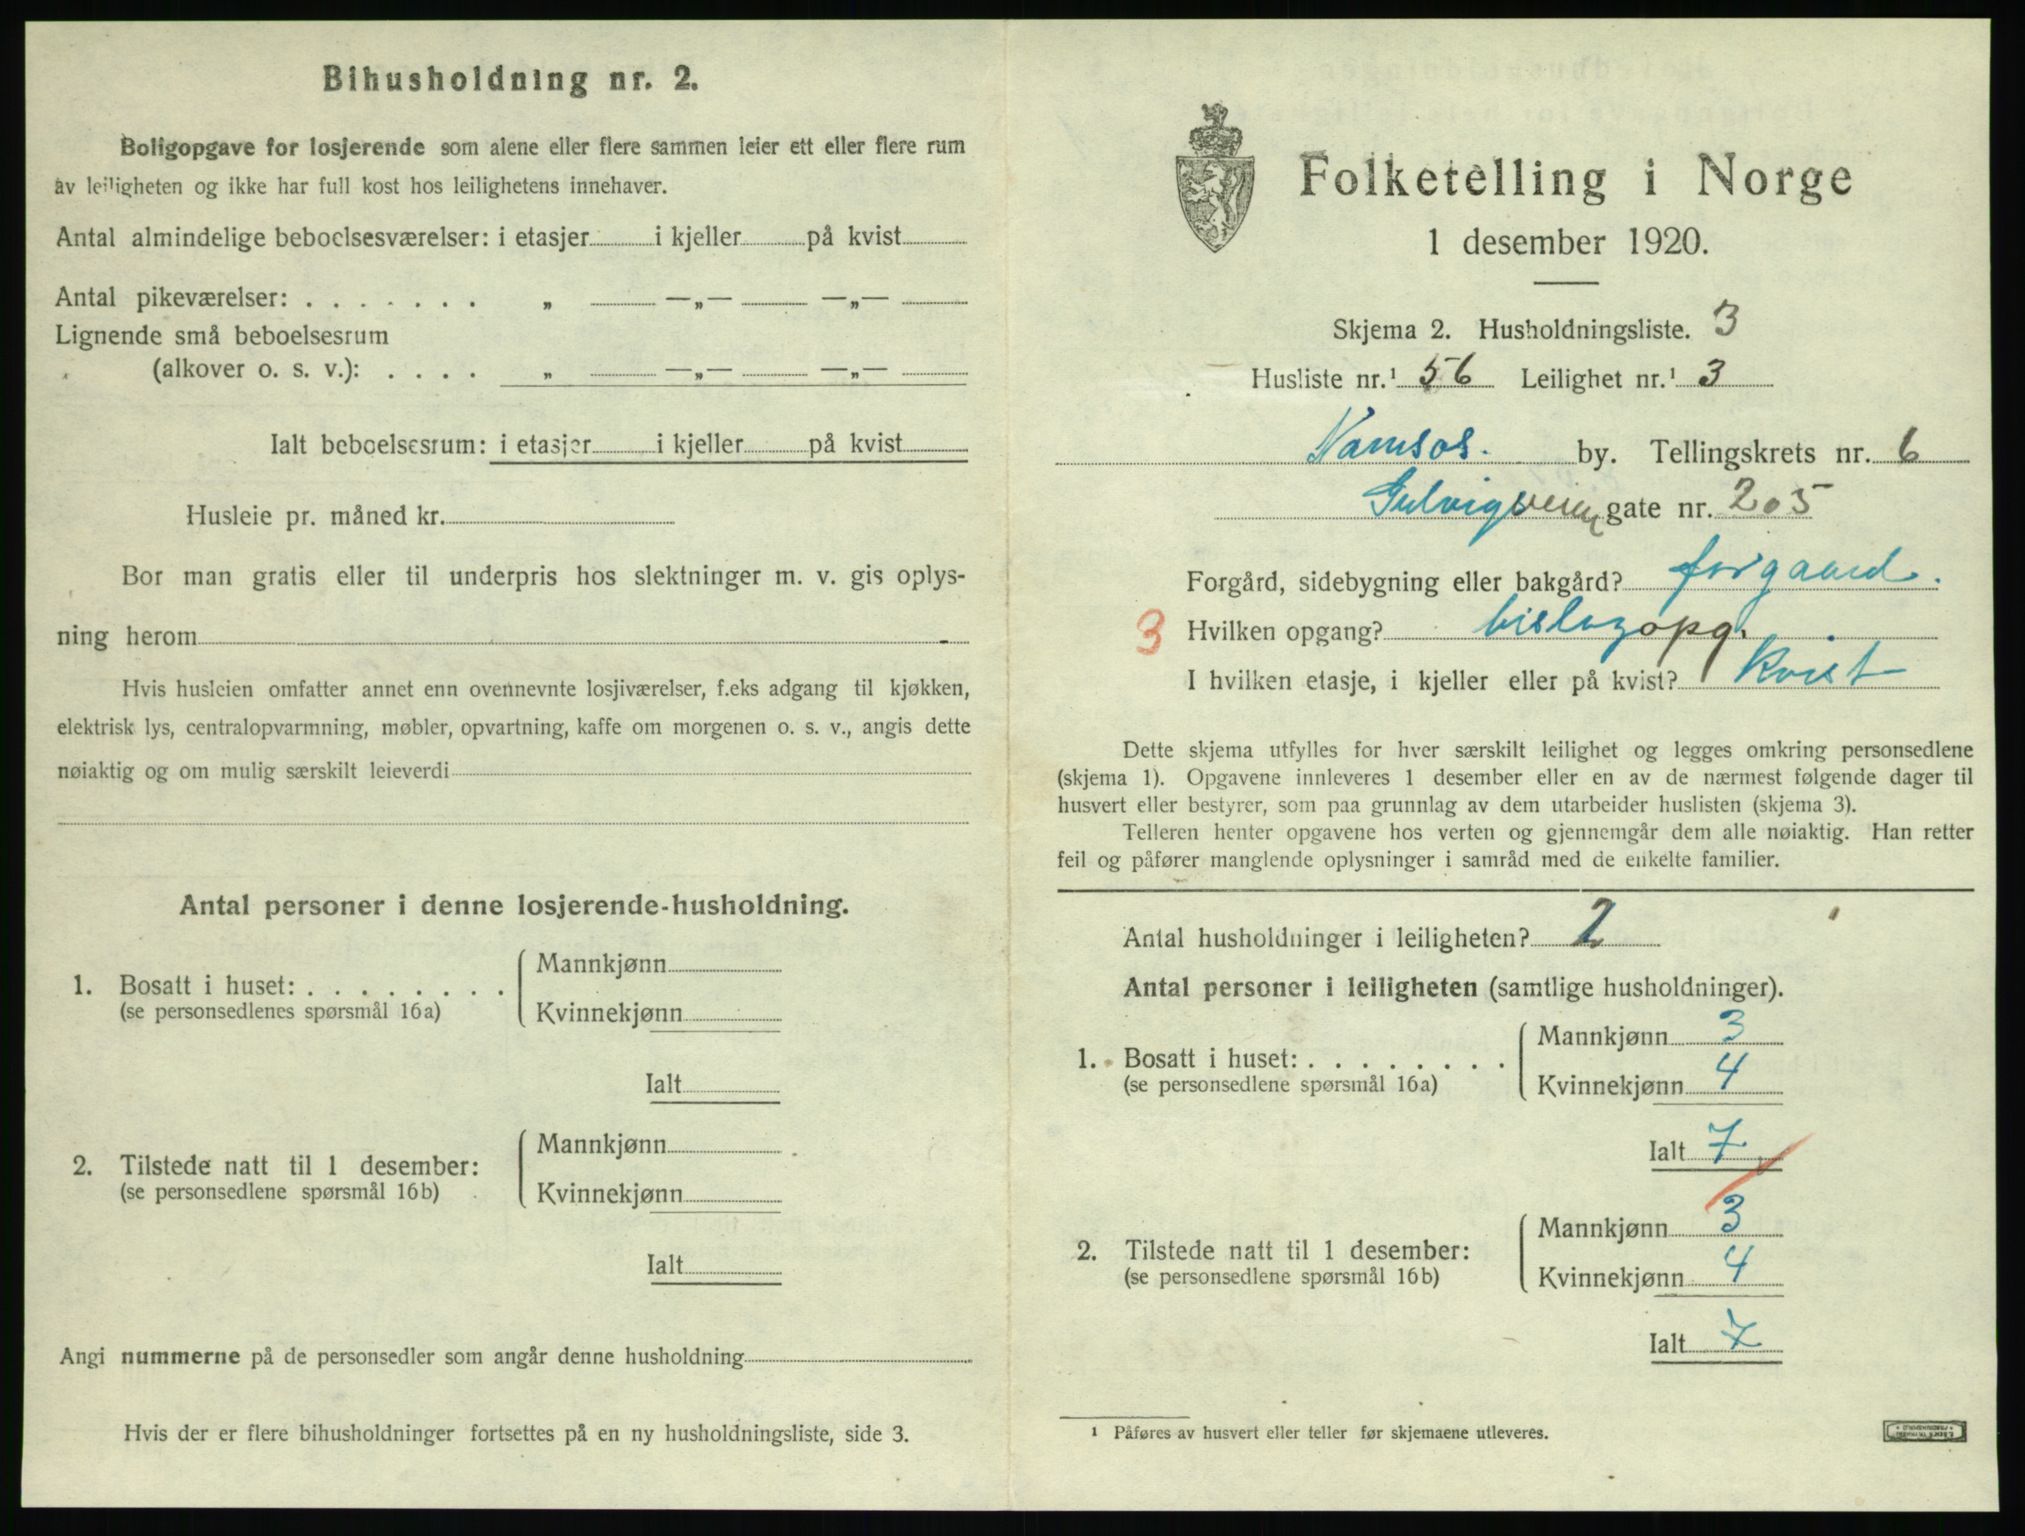 Bihusholdning nr. 2.
Boligopgave for losjerende som alene eller flere sammen leier ett eller flere rum
av leiligheten og ikke har full kost hos leilighetens innehaver.
Antal almindelige beboelsesværelser: i etasjer i kjeller på kvist
Antal pikeværelser: . . . . . . . „ —„— —„—
Lignende små beboelsesrum
(alkover o. s. v.): . . . . „ —„— —„—
Ialt beboelsesrum: i etasjer i kjeller på kvist
Husleie pr. måned kr.
Bor man gratis eller til underpris hos slektninger m. v. gis oplys-
ning herom
Hvis husleien omfatter annet enn ovennevnte losjiværelser, f.eks adgang til kjøkken,
elektrisk lys, centralopvarmning, møbler, opvartning, kaffe om morgenen o. s. v., angis dette
nøiaktig og om mulig særskilt leieverdi
Antal personer i denne losjerende-husholdning.
1. Bosatt i huset: . . . . . . . . Mannkjønn
(se personsedlenes spørsmål 16a) Kvinnekjønn
Ialt
2. Tilstede natt til 1 desember: Mannkjønn
(se personsedlene spørsmål 16b) Kvinnekjønn
Ialt
Angi nummerne på de personsedler som angår denne husholdning
Hvis der er flere bihusholdninger fortsettes på en ny husholdningsliste, side 3.
Folketelling i Norge
1 desember 1920.
Skjema 2. Husholdningsliste. 3
Husliste nr.¹ 56 Leilighet nr.¹ 3
Namsos. by. Tellingskrets nr. 6
gate nr. 205
Forgård, sidebygning eller bakgård? forgaard.
3 Hvilken opgang? bislagopg.
I hvilken etasje, i kjeller eller på kvist? Kvist
Dette skjema utfylles for hver særskilt leilighet og legges omkring personsedlene
(skjema 1). Opgavene innleveres 1 desember eller en av de nærmest følgende dager til
husvert eller bestyrer, som paa grunnlag av dem utarbeider huslisten (skjema 3).
Telleren henter opgavene hos verten og gjennemgår dem alle nøiaktig. Han retter
feil og påfører manglende oplysninger i samråd med de enkelte familier.
Antal husholdninger i leiligheten? 2
Antal personer i leiligheten (samtlige husholdninger).
1. Bosatt i huset: . . . . . . . . Mannkjønn 3
(se personsedlene spørsmål 16a) Kvinnekjønn 4
Ialt 7
2. Tilstede natt til 1 desember: Mannkjønn 3
(se personsedlene spørsmål 16b) Kvinnekjønn 4
Ialt 7
¹ Påføres av husvert eller teller før skjemaene utleveres.